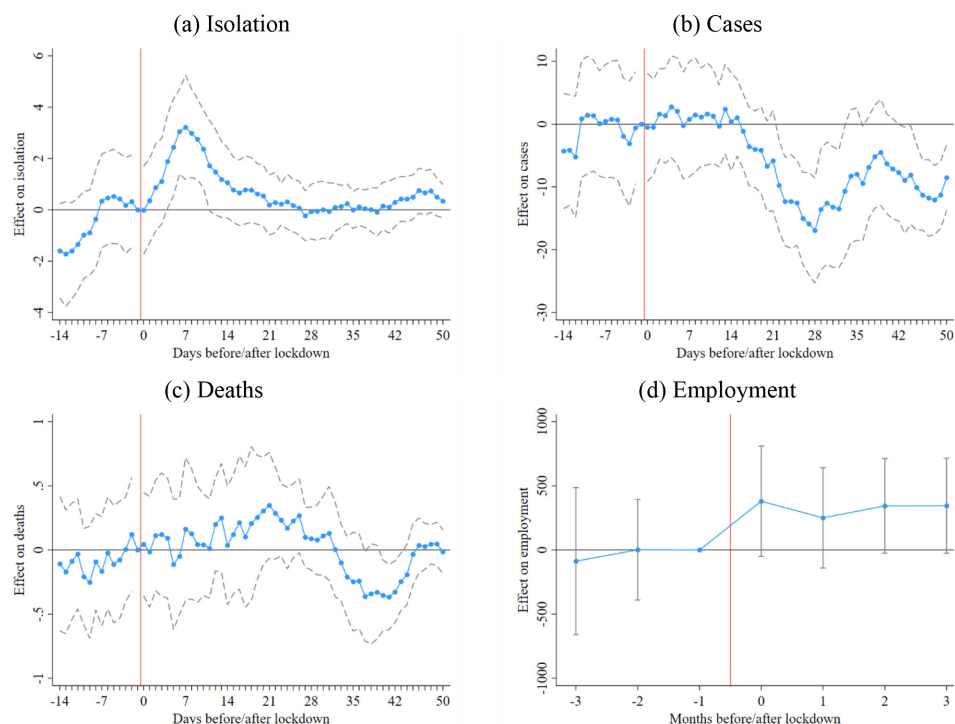 (a) Isolation
Effect on isolation
6
4
2
0
-2
-4
-14 -7 0 7 14 21 28 35 42 50
Days before/after lockdown
(b) Cases
Effect on cases
10
0
-10
-20
-30
-14 -7 0 7 14 21 28 35 42 50
Days before/after lockdown
(c) Deaths
Effect on deaths
1
.5
0
-.5
-1
-14 -7 0 7 14 21 28 35 42 50
Days before/after lockdown
(d) Employment
Effect on employment
1000
500
0
-5000
-1000
-3 -2 -1 0 1 2 3
Months before/after lockdown